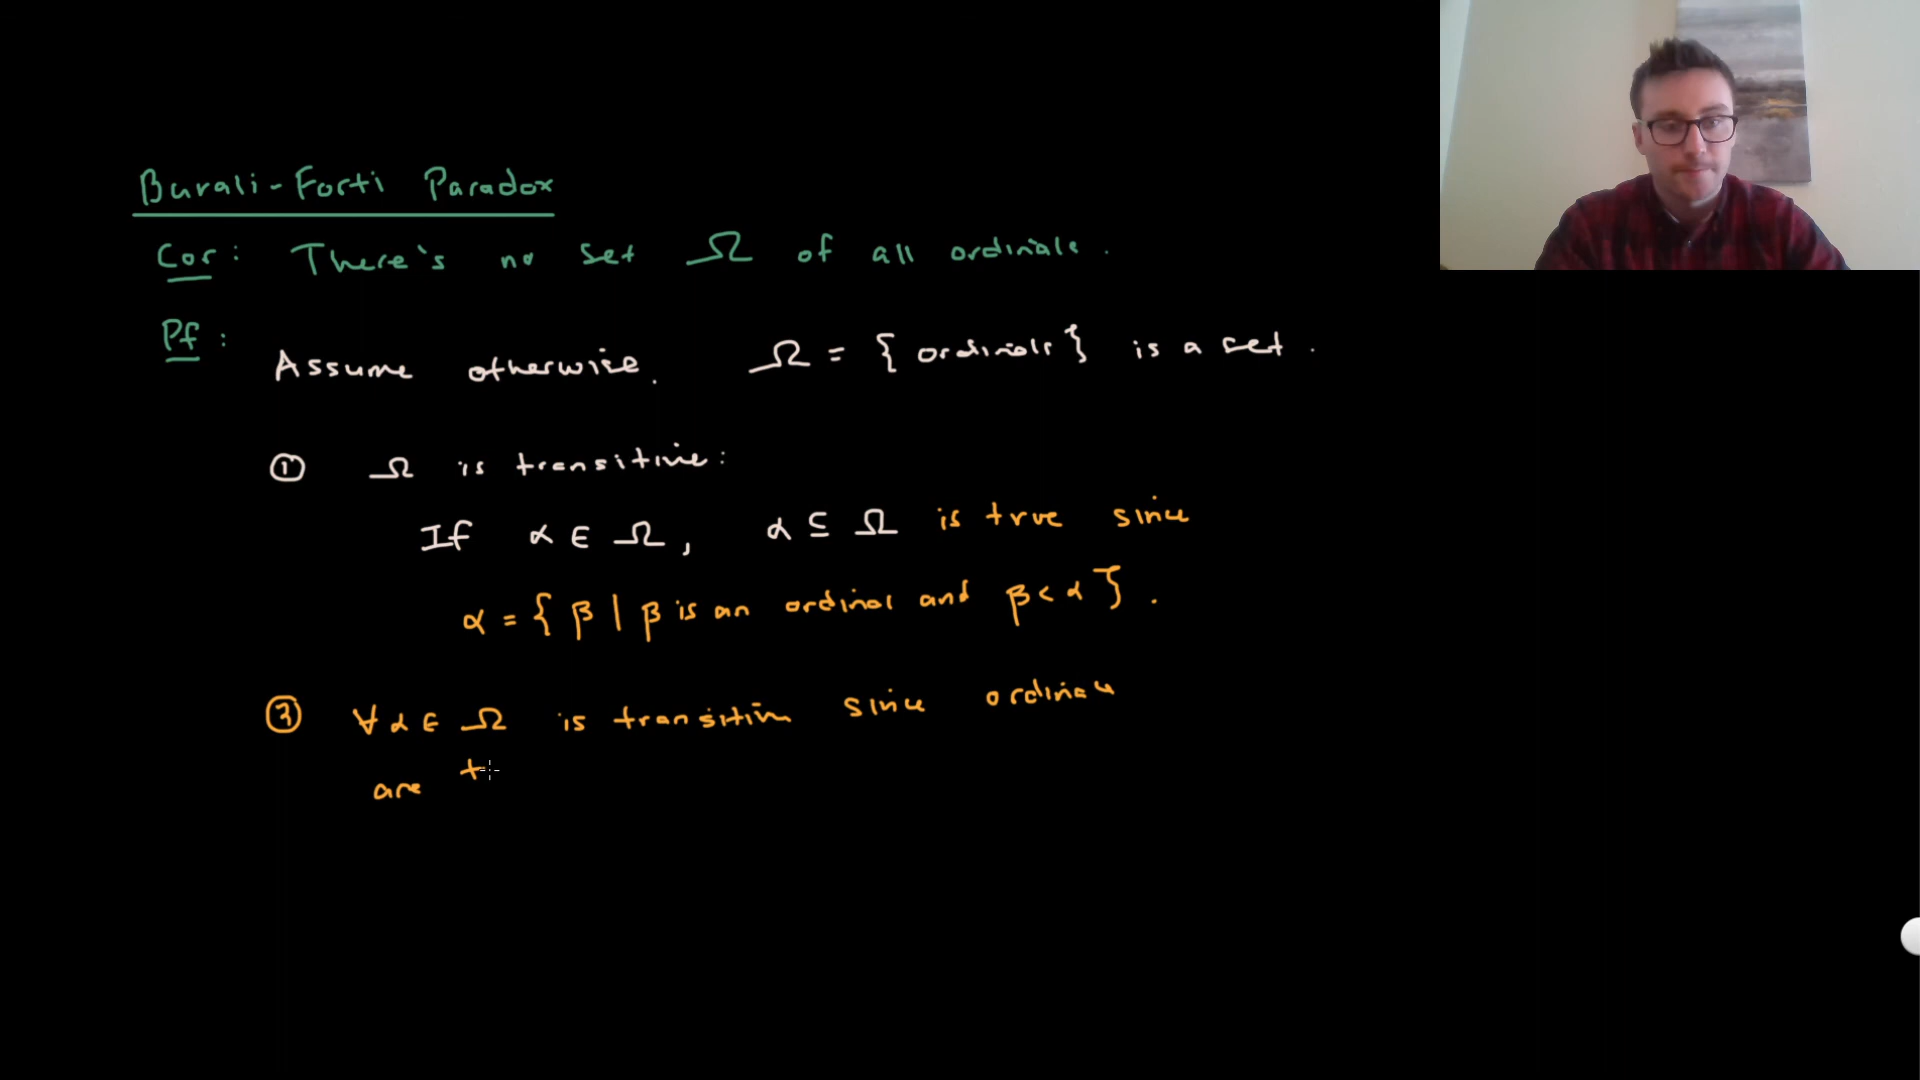 Burali-Forti Paradox
Cor: There's no set Ω of all ordinals.
Pf:
Assume otherwise. Ω = { ordinals } is a set.
① Ω is transitive:
If α ∈ Ω, α ⊆ Ω is true since
α = { β | β is an ordinal and β < α }.
② ∀ α ∈ Ω is transitive since ordinals
are t